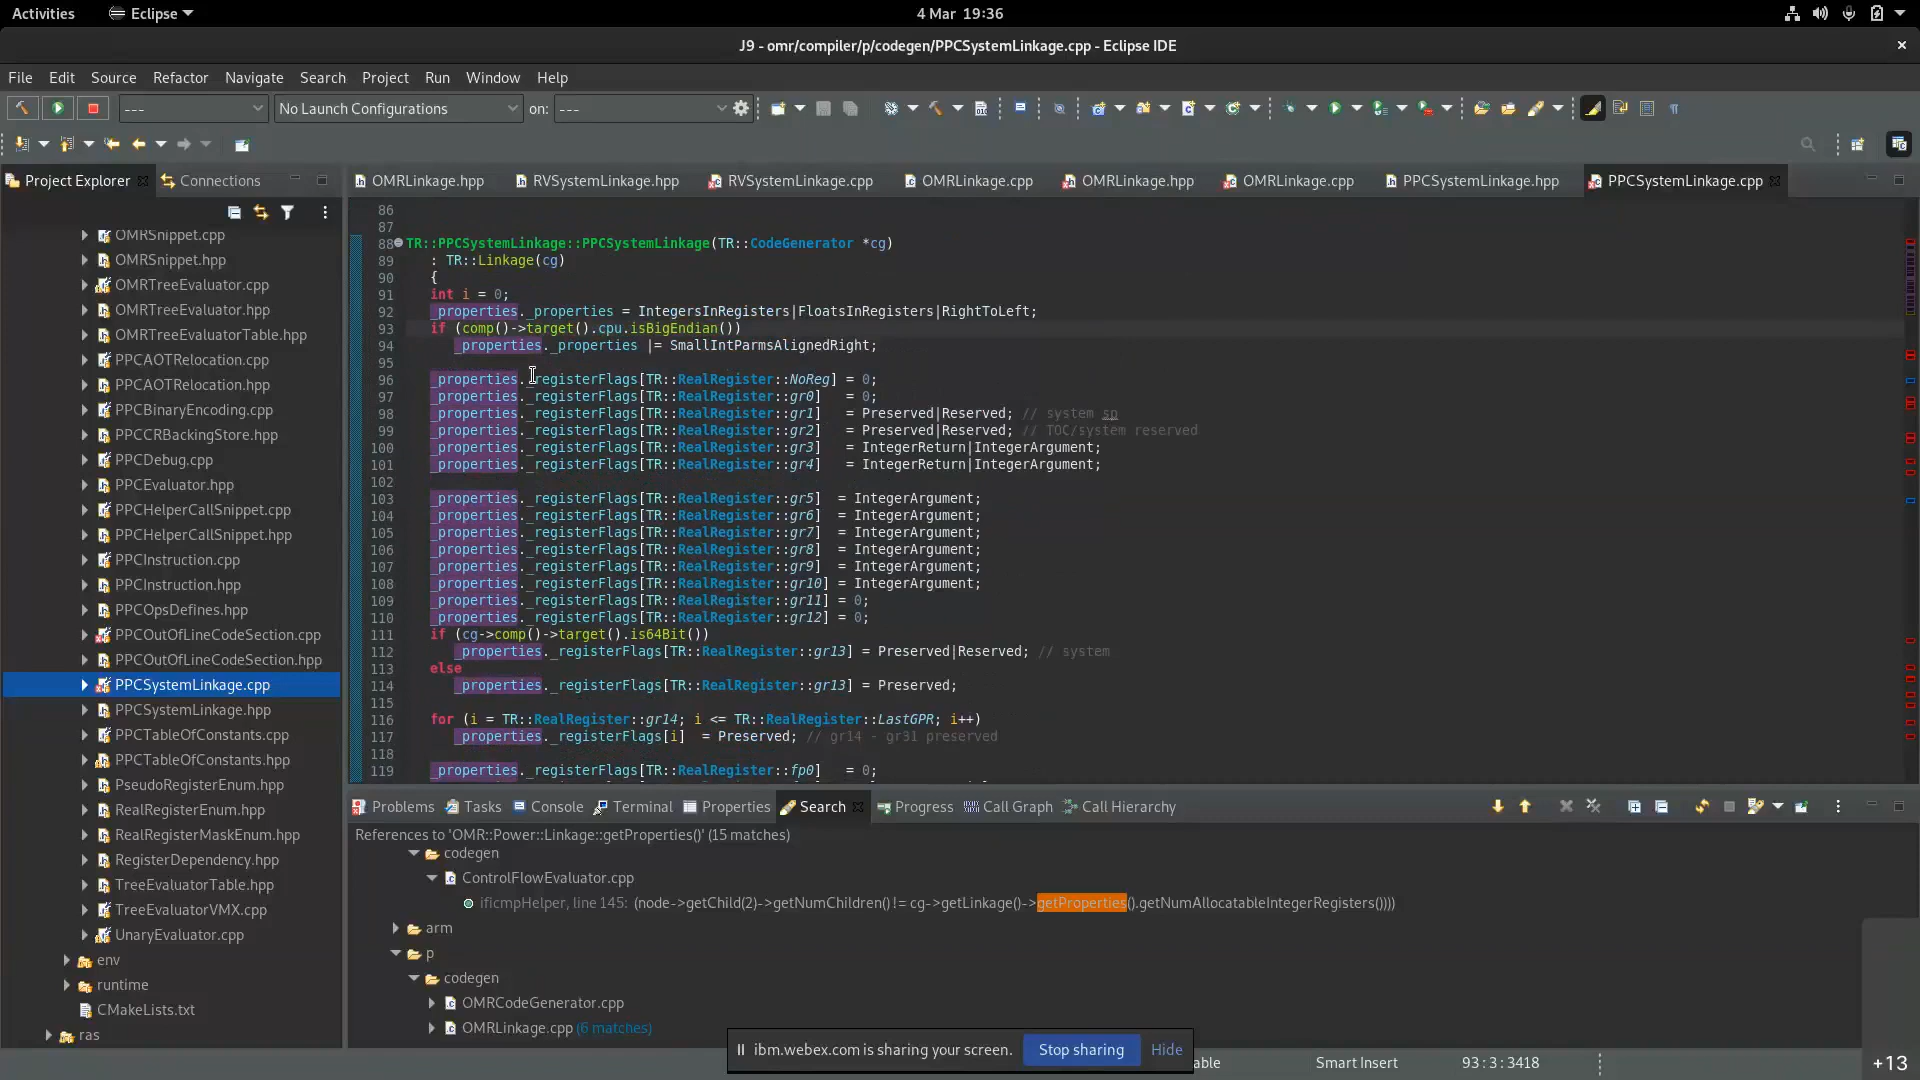 Activities
Eclipse
4 Mar 19:36
J9 - omr/compiler/p/codegen/PPCSystemLinkage.cpp - Eclipse IDE
File Edit Source Refactor Navigate Search Project Run Window Help
--- No Launch Configurations on: ---
Project Explorer Connections
OMRLinkage.hpp RVSystemLinkage.hpp RVSystemLinkage.cpp OMRLinkage.cpp OMRLinkage.hpp OMRLinkage.cpp PPCSystemLinkage.hpp PPCSystemLinkage.cpp
OMRSnippet.cpp
OMRSnippet.hpp
OMRTreeEvaluator.cpp
OMRTreeEvaluator.hpp
OMRTreeEvaluatorTable.hpp
PPCAOTRelocation.cpp
PPCAOTRelocation.hpp
PPCBinaryEncoding.cpp
PPCCRBackingStore.hpp
PPCDebug.cpp
PPCEvaluator.hpp
PPCHelperCallSnippet.cpp
PPCHelperCallSnippet.hpp
PPCInstruction.cpp
PPCInstruction.hpp
PPCOpsDefines.hpp
PPCOutOfLineCodeSection.cpp
PPCOutOfLineCodeSection.hpp
PPCSystemLinkage.cpp
PPCSystemLinkage.hpp
PPCTableOfConstants.cpp
PPCTableOfConstants.hpp
PseudoRegisterEnum.hpp
RealRegisterEnum.hpp
RealRegisterMaskEnum.hpp
RegisterDependency.hpp
TreeEvaluatorTable.hpp
TreeEvaluatorVMX.cpp
UnaryEvaluator.cpp
env
runtime
CMakeLists.txt
ras
86
87
88 TR::PPCSystemLinkage::PPCSystemLinkage(TR::CodeGenerator *cg)
89 : TR::Linkage(cg)
90 {
91 int i = 0;
92 _properties._properties = IntegersInRegisters|FloatsInRegisters|RightToLeft;
93 if (comp()->target().cpu.isBigEndian())
94 _properties._properties |= SmallIntParmsAlignedRight;
95
96 _properties._registerFlags[TR::RealRegister::NoReg] = 0;
97 _properties._registerFlags[TR::RealRegister::gr0] = 0;
98 _properties._registerFlags[TR::RealRegister::gr1] = Preserved|Reserved; // system sp
99 _properties._registerFlags[TR::RealRegister::gr2] = Preserved|Reserved; // TOC/system reserved
100 _properties._registerFlags[TR::RealRegister::gr3] = IntegerReturn|IntegerArgument;
101 _properties._registerFlags[TR::RealRegister::gr4] = IntegerReturn|IntegerArgument;
102
103 _properties._registerFlags[TR::RealRegister::gr5] = IntegerArgument;
104 _properties._registerFlags[TR::RealRegister::gr6] = IntegerArgument;
105 _properties._registerFlags[TR::RealRegister::gr7] = IntegerArgument;
106 _properties._registerFlags[TR::RealRegister::gr8] = IntegerArgument;
107 _properties._registerFlags[TR::RealRegister::gr9] = IntegerArgument;
108 _properties._registerFlags[TR::RealRegister::gr10] = IntegerArgument;
109 _properties._registerFlags[TR::RealRegister::gr11] = 0;
110 _properties._registerFlags[TR::RealRegister::gr12] = 0;
111 if (cg->comp()->target().is64Bit())
112 _properties._registerFlags[TR::RealRegister::gr13] = Preserved|Reserved; // system
113 else
114 _properties._registerFlags[TR::RealRegister::gr13] = Preserved;
115
116 for (i = TR::RealRegister::gr14; i <= TR::RealRegister::LastGPR; i++)
117 _properties._registerFlags[i] = Preserved; // gr14 - gr31 preserved
118
119 _properties._registerFlags[TR::RealRegister::fp0] = 0;
Problems Tasks Console Terminal Properties Search Progress Call Graph Call Hierarchy
References to 'OMR::Power::Linkage::getProperties()' (15 matches)
codegen
ControlFlowEvaluator.cpp
ificmpHelper, line 145: (node->getChild(2)->getNumChildren() != cg->getLinkage()->getProperties().getNumAllocatableIntegerRegisters())))
arm
p
codegen
OMRCodeGenerator.cpp
OMRLinkage.cpp (6 matches)
ibm.webex.com is sharing your screen. Stop sharing Hide
able Smart Insert 93 : 3 : 3418
+13